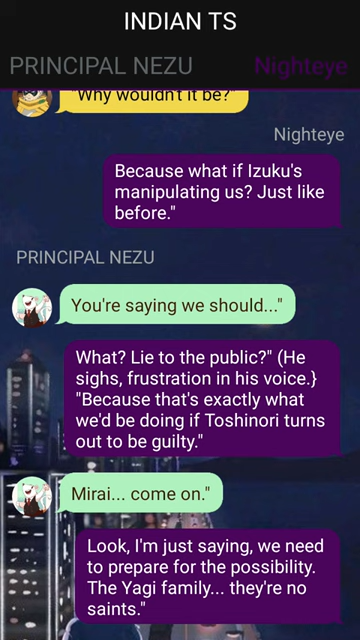 INDIAN TS
PRINCIPAL NEZU
Nighteye
"Why wouldn't it be?"
Nighteye
Because what if Izuku's
manipulating us? Just like
before."
PRINCIPAL NEZU
You're saying we should..."
What? Lie to the public?" (He
sighs, frustration in his voice.}
"Because that's exactly what
we'd be doing if Toshinori turns
out to be guilty."
Mirai... come on."
Look, I'm just saying, we need
to prepare for the possibility.
The Yagi family... they're no
saints."